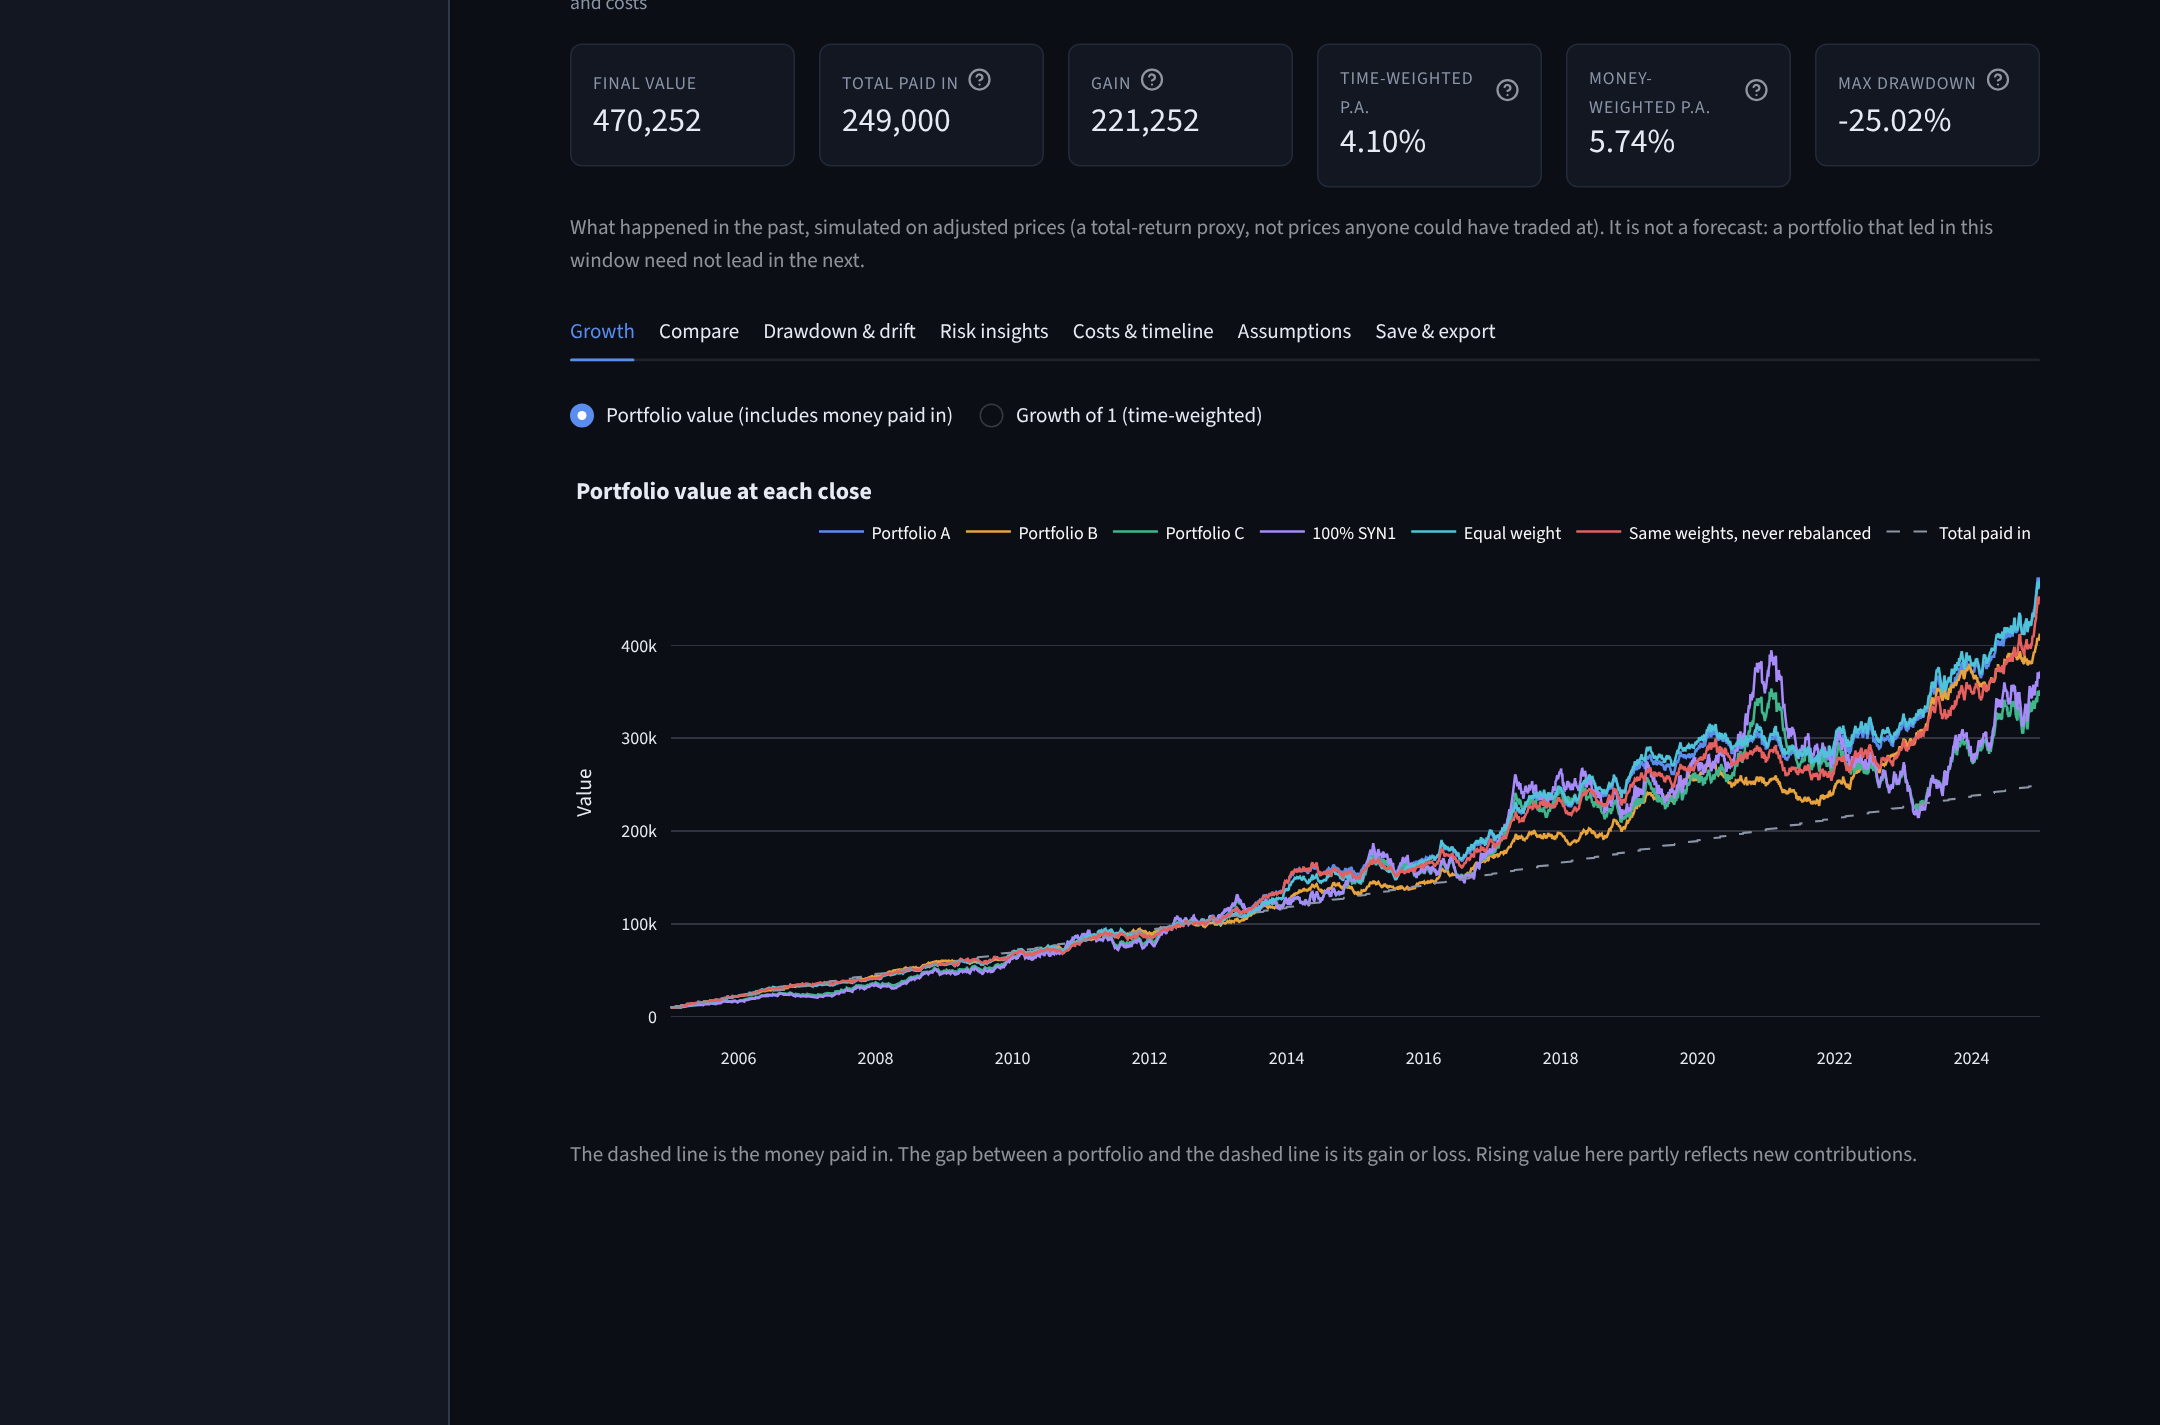 and costs
FINAL VALUE
470,252
TOTAL PAID IN
249,000
GAIN
221,252
TIME-WEIGHTED
P.A.
4.10%
MONEY-
WEIGHTED P.A.
5.74%
MAX DRAWDOWN
-25.02%
What happened in the past, simulated on adjusted prices (a total-return proxy, not prices anyone could have traded at). It is not a forecast: a portfolio that led in this
window need not lead in the next.
Growth Compare Drawdown & drift Risk insights Costs & timeline Assumptions Save & export
Portfolio value (includes money paid in) Growth of 1 (time-weighted)
Portfolio value at each close
Portfolio A Portfolio B Portfolio C 100% SYN1 Equal weight Same weights, never rebalanced Total paid in
Value
400k
300k
200k
100k
0
2006 2008 2010 2012 2014 2016 2018 2020 2022 2024
The dashed line is the money paid in. The gap between a portfolio and the dashed line is its gain or loss. Rising value here partly reflects new contributions.